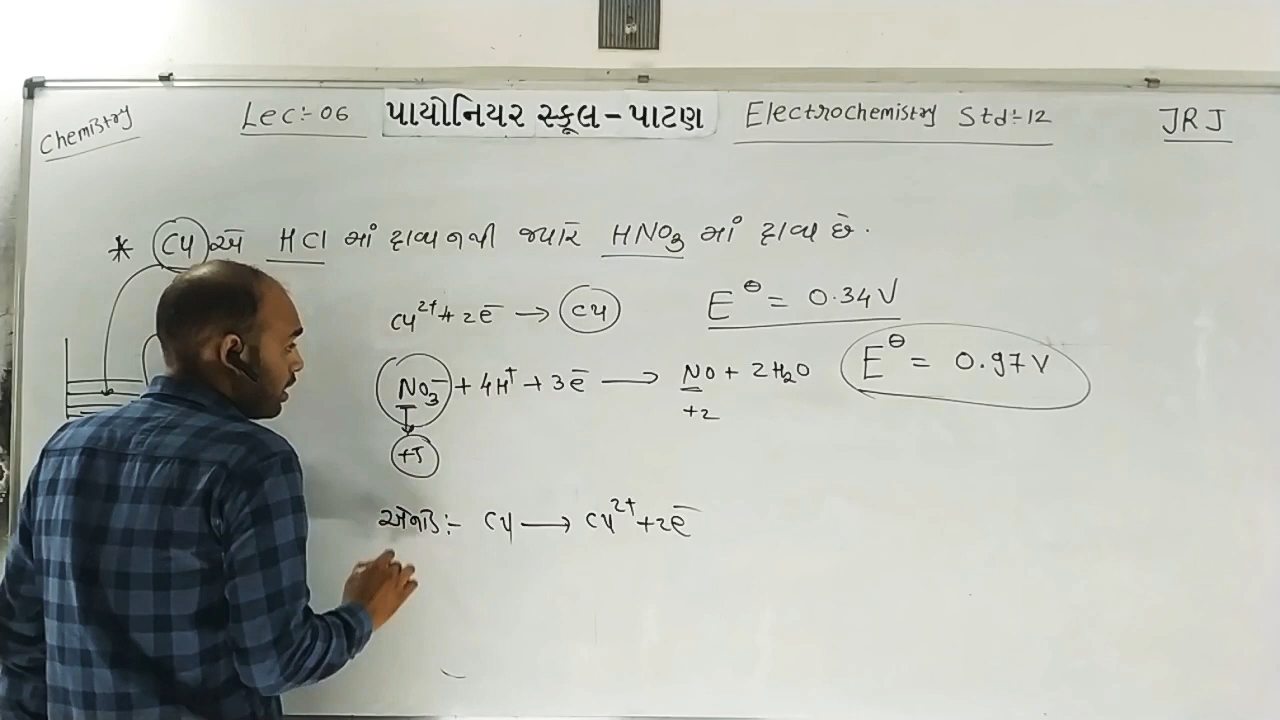 Chemistry Lec:-06 પાયોનિયર સ્કૂલ - પાટણ Electrochemistry Std:-12 JRJ
* Cu એ HCl માં દ્રાવ્ય નથી જ્યારે HNO₃ માં દ્રાવ્ય છે.
Cu²⁺ + 2e⁻ → Cu E⊖ = 0.34V
NO₃⁻ + 4H⁺ + 3e⁻ → NO + 2H₂O E⊖ = 0.97V
+2
+5
એનોડ :- Cu → Cu²⁺ + 2e⁻